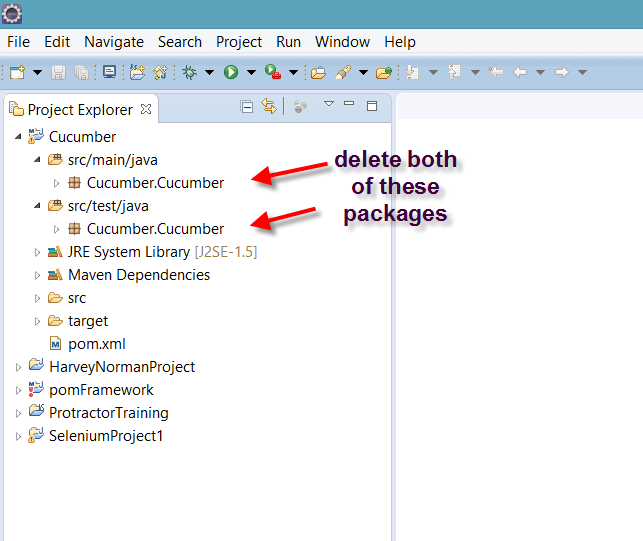 File Edit Navigate Search Project Run Window Help
Project Explorer
Cucumber
src/main/java
Cucumber.Cucumber
src/test/java
Cucumber.Cucumber
JRE System Library [J2SE-1.5]
Maven Dependencies
src
target
pom.xml
HarveyNormanProject
pomFramework
ProtractorTraining
SeleniumProject1
delete both
of these
packages